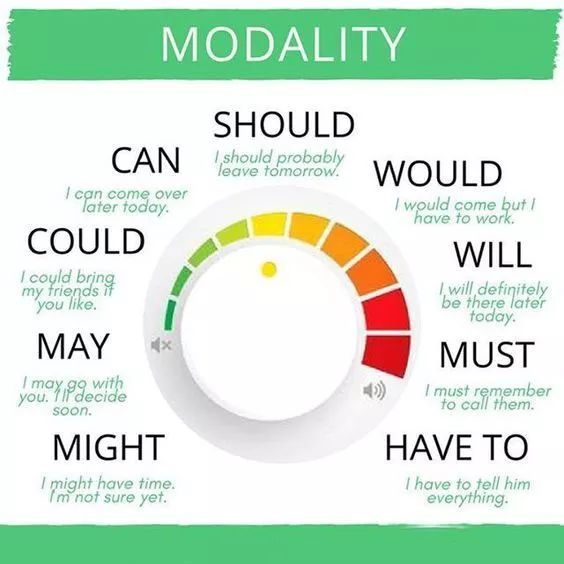 MODALITY
SHOULD
I should probably
leave tomorrow.
CAN
I can come over
later today.
WOULD
I would come but I
have to work.
COULD
I could bring
my friends if
you like.
WILL
I will definitely
be there later
today.
MAY
I may go with
you. I'll decide
soon.
MUST
I must remember
to call them.
MIGHT
I might have time.
I'm not sure yet.
HAVE TO
I have to tell him
everything.